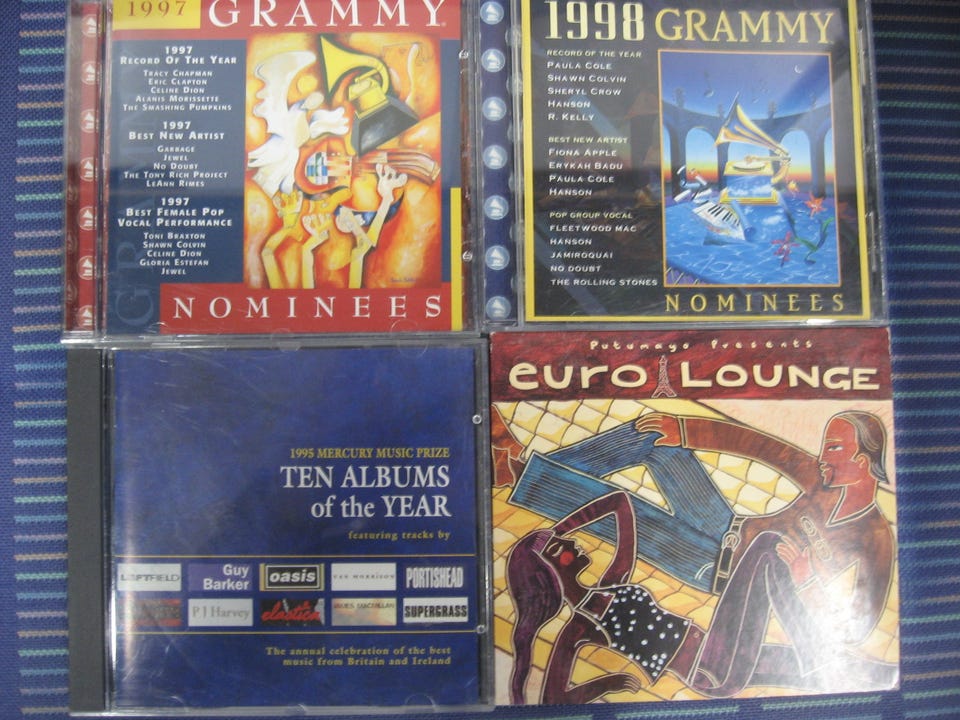 1997 GRAMMY
1997
RECORD OF THE YEAR
TRACY CHAPMAN
ERIC CLAPTON
CELINE DION
ALANIS MORISSETTE
THE SMASHING PUMPKINS
1997
BEST NEW ARTIST
GARBAGE
JEWEL
NO DOUBT
THE TONY RICH PROJECT
LEANN RIMES
1997
BEST FEMALE POP
VOCAL PERFORMANCE
TONI BRAXTON
SHAWN COLVIN
CELINE DION
GLORIA ESTEFAN
JEWEL
NOMINEES
1998 GRAMMY
RECORD OF THE YEAR
PAULA COLE
SHAWN COLVIN
SHERYL CROW
HANSON
R. KELLY
BEST NEW ARTIST
FIONA APPLE
ERYKAH BADU
PAULA COLE
HANSON
POP GROUP VOCAL
FLEETWOOD MAC
HANSON
JAMIROQUAI
NO DOUBT
THE ROLLING STONES
NOMINEES
1995 MERCURY MUSIC PRIZE
TEN ALBUMS
of the YEAR
featuring tracks by
LEFTFIELD Guy Barker oasis VAN MORRISON PORTISHEAD
PJ Harvey elastica JAMES MACMILLAN SUPERGRASS
The annual celebration of the best
music from Britain and Ireland
Putumayo Presents
euro LOUNGE